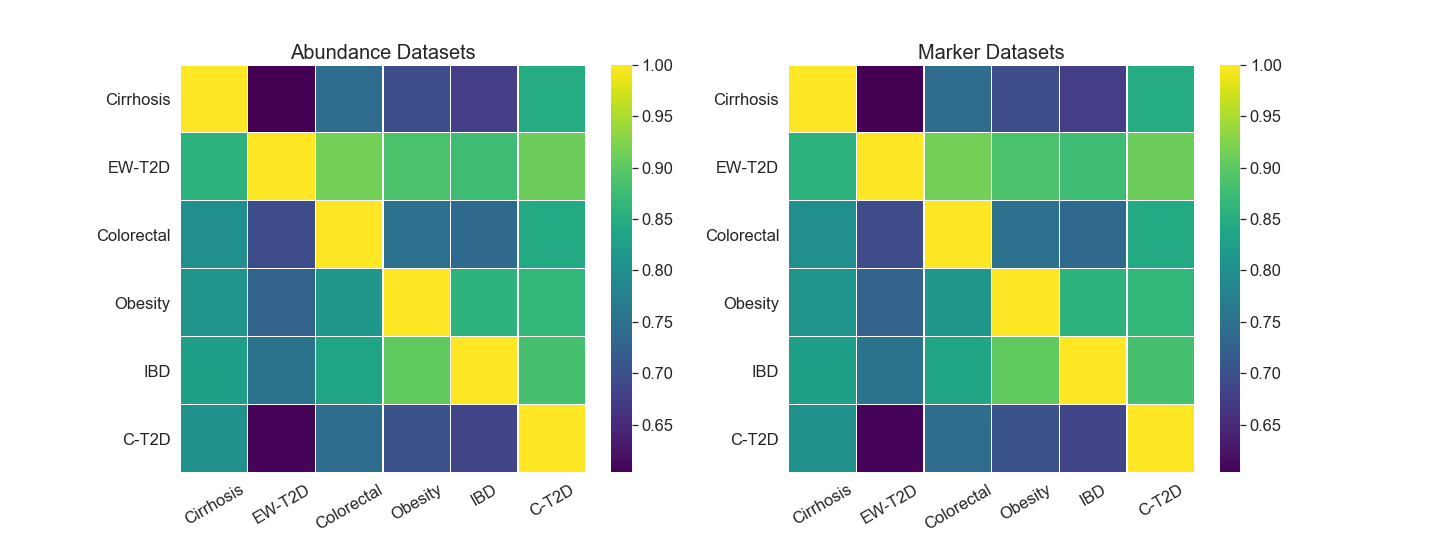 Abundance Datasets
Cirrhosis
EW-T2D
Colorectal
Obesity
IBD
C-T2D
Cirrhosis
EW-T2D
Colorectal
Obesity
IBD
C-T2D
1.00
0.95
0.90
0.85
0.80
0.75
0.70
0.65
Marker Datasets
Cirrhosis
EW-T2D
Colorectal
Obesity
IBD
C-T2D
Cirrhosis
EW-T2D
Colorectal
Obesity
IBD
C-T2D
1.00
0.95
0.90
0.85
0.80
0.75
0.70
0.65